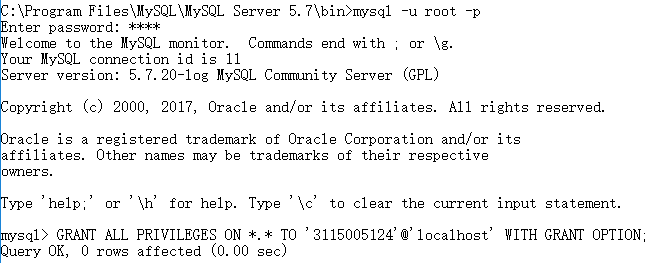 C:\Program Files\MySQL\MySQL Server 5.7\bin>mysql -u root -p
Enter password: ****
Welcome to the MySQL monitor.  Commands end with ; or \g.
Your MySQL connection id is 11
Server version: 5.7.20-log MySQL Community Server (GPL)
Copyright (c) 2000, 2017, Oracle and/or its affiliates. All rights reserved.
Oracle is a registered trademark of Oracle Corporation and/or its
affiliates. Other names may be trademarks of their respective
owners.
Type 'help;' or '\h' for help. Type '\c' to clear the current input statement.
mysql> GRANT ALL PRIVILEGES ON *.* TO '3115005124'@'localhost' WITH GRANT OPTION;
Query OK, 0 rows affected (0.00 sec)